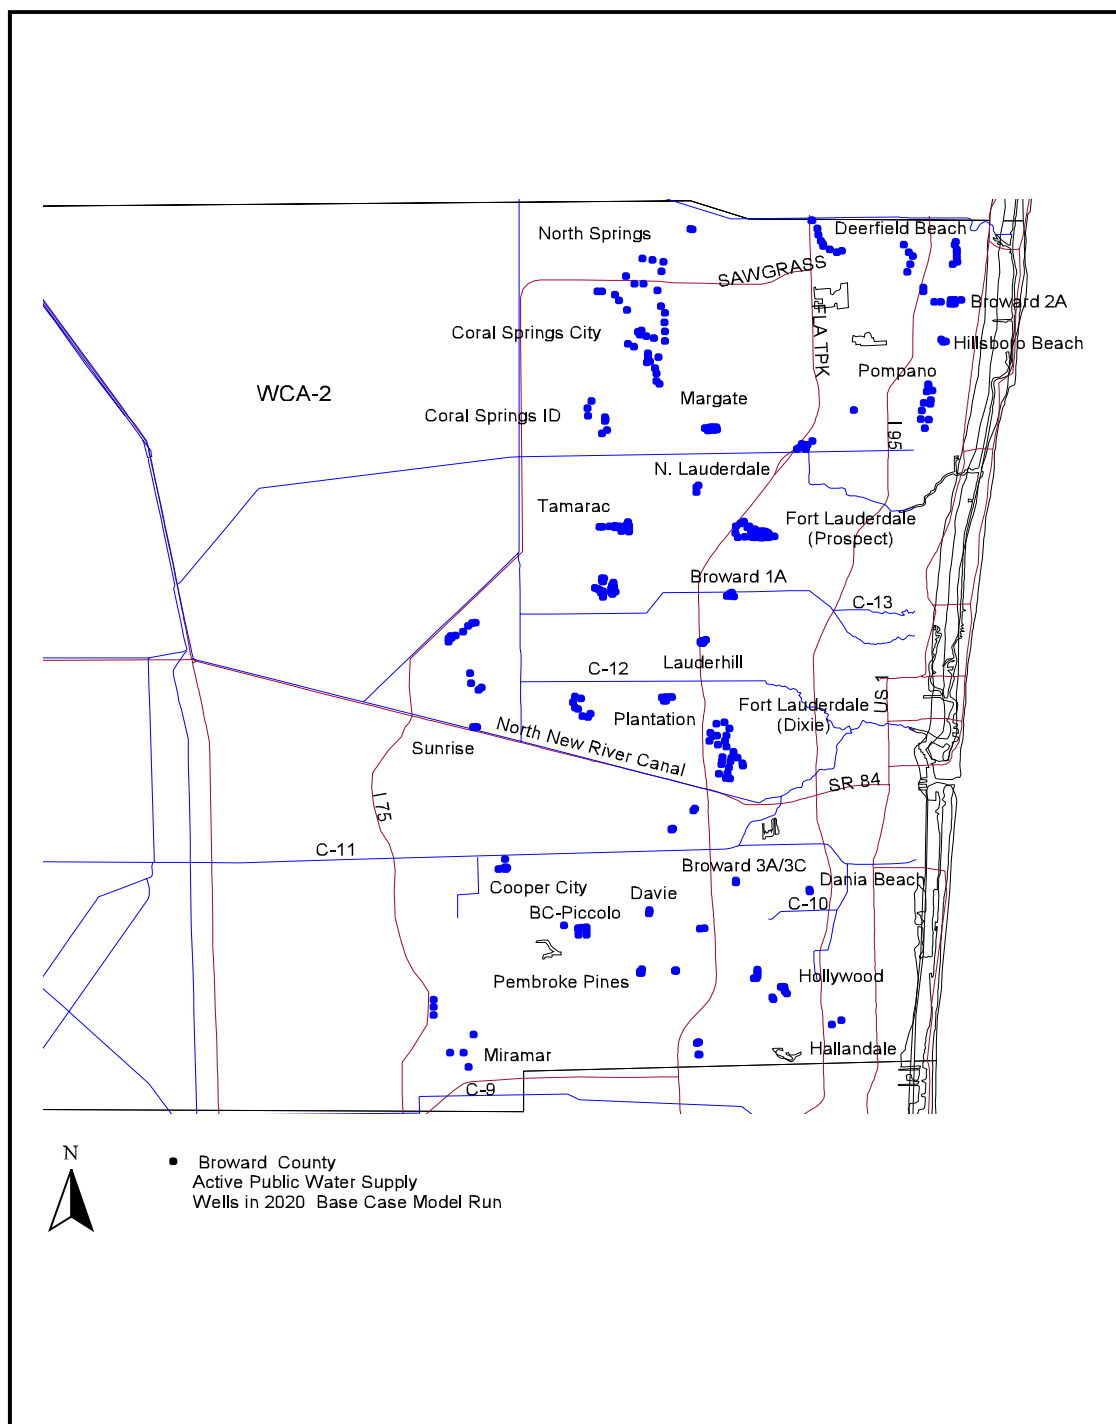 North Springs
Deerfield Beach
SAWGRASS
Broward 2A
FLA TPK
Coral Springs City
Hillsboro Beach
WCA-2
Pompano
Margate
Coral Springs ID
I 95
N. Lauderdale
Tamarac
Fort Lauderdale
(Prospect)
Broward 1A
C-13
Lauderhill
C-12
US 1
Fort Lauderdale
(Dixie)
Plantation
North New River Canal
Sunrise
SR 84
I 75
C-11
Broward 3A/3C
Cooper City
Dania Beach
Davie
C-10
BC-Piccolo
Pembroke Pines
Hollywood
Miramar
Hallandale
C-9
N
Broward County
Active Public Water Supply
Wells in 2020 Base Case Model Run